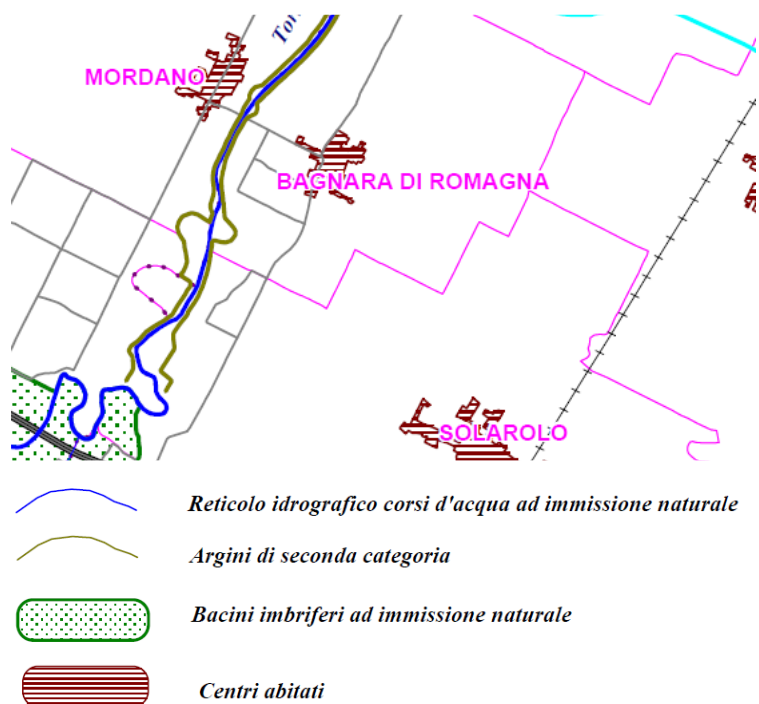 MORDANO
BAGNARA DI ROMAGNA
SOLAROLO
Reticolo idrografico corsi d'acqua ad immissione naturale
Argini di seconda categoria
Bacini imbriferi ad immissione naturale
Centri abitati